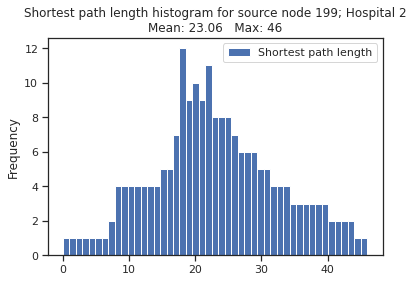 Shortest path length histogram for source node 199; Hospital 2
Mean: 23.06   Max: 46
Shortest path length
Frequency
12
10
8
6
4
2
0
0 10 20 30 40